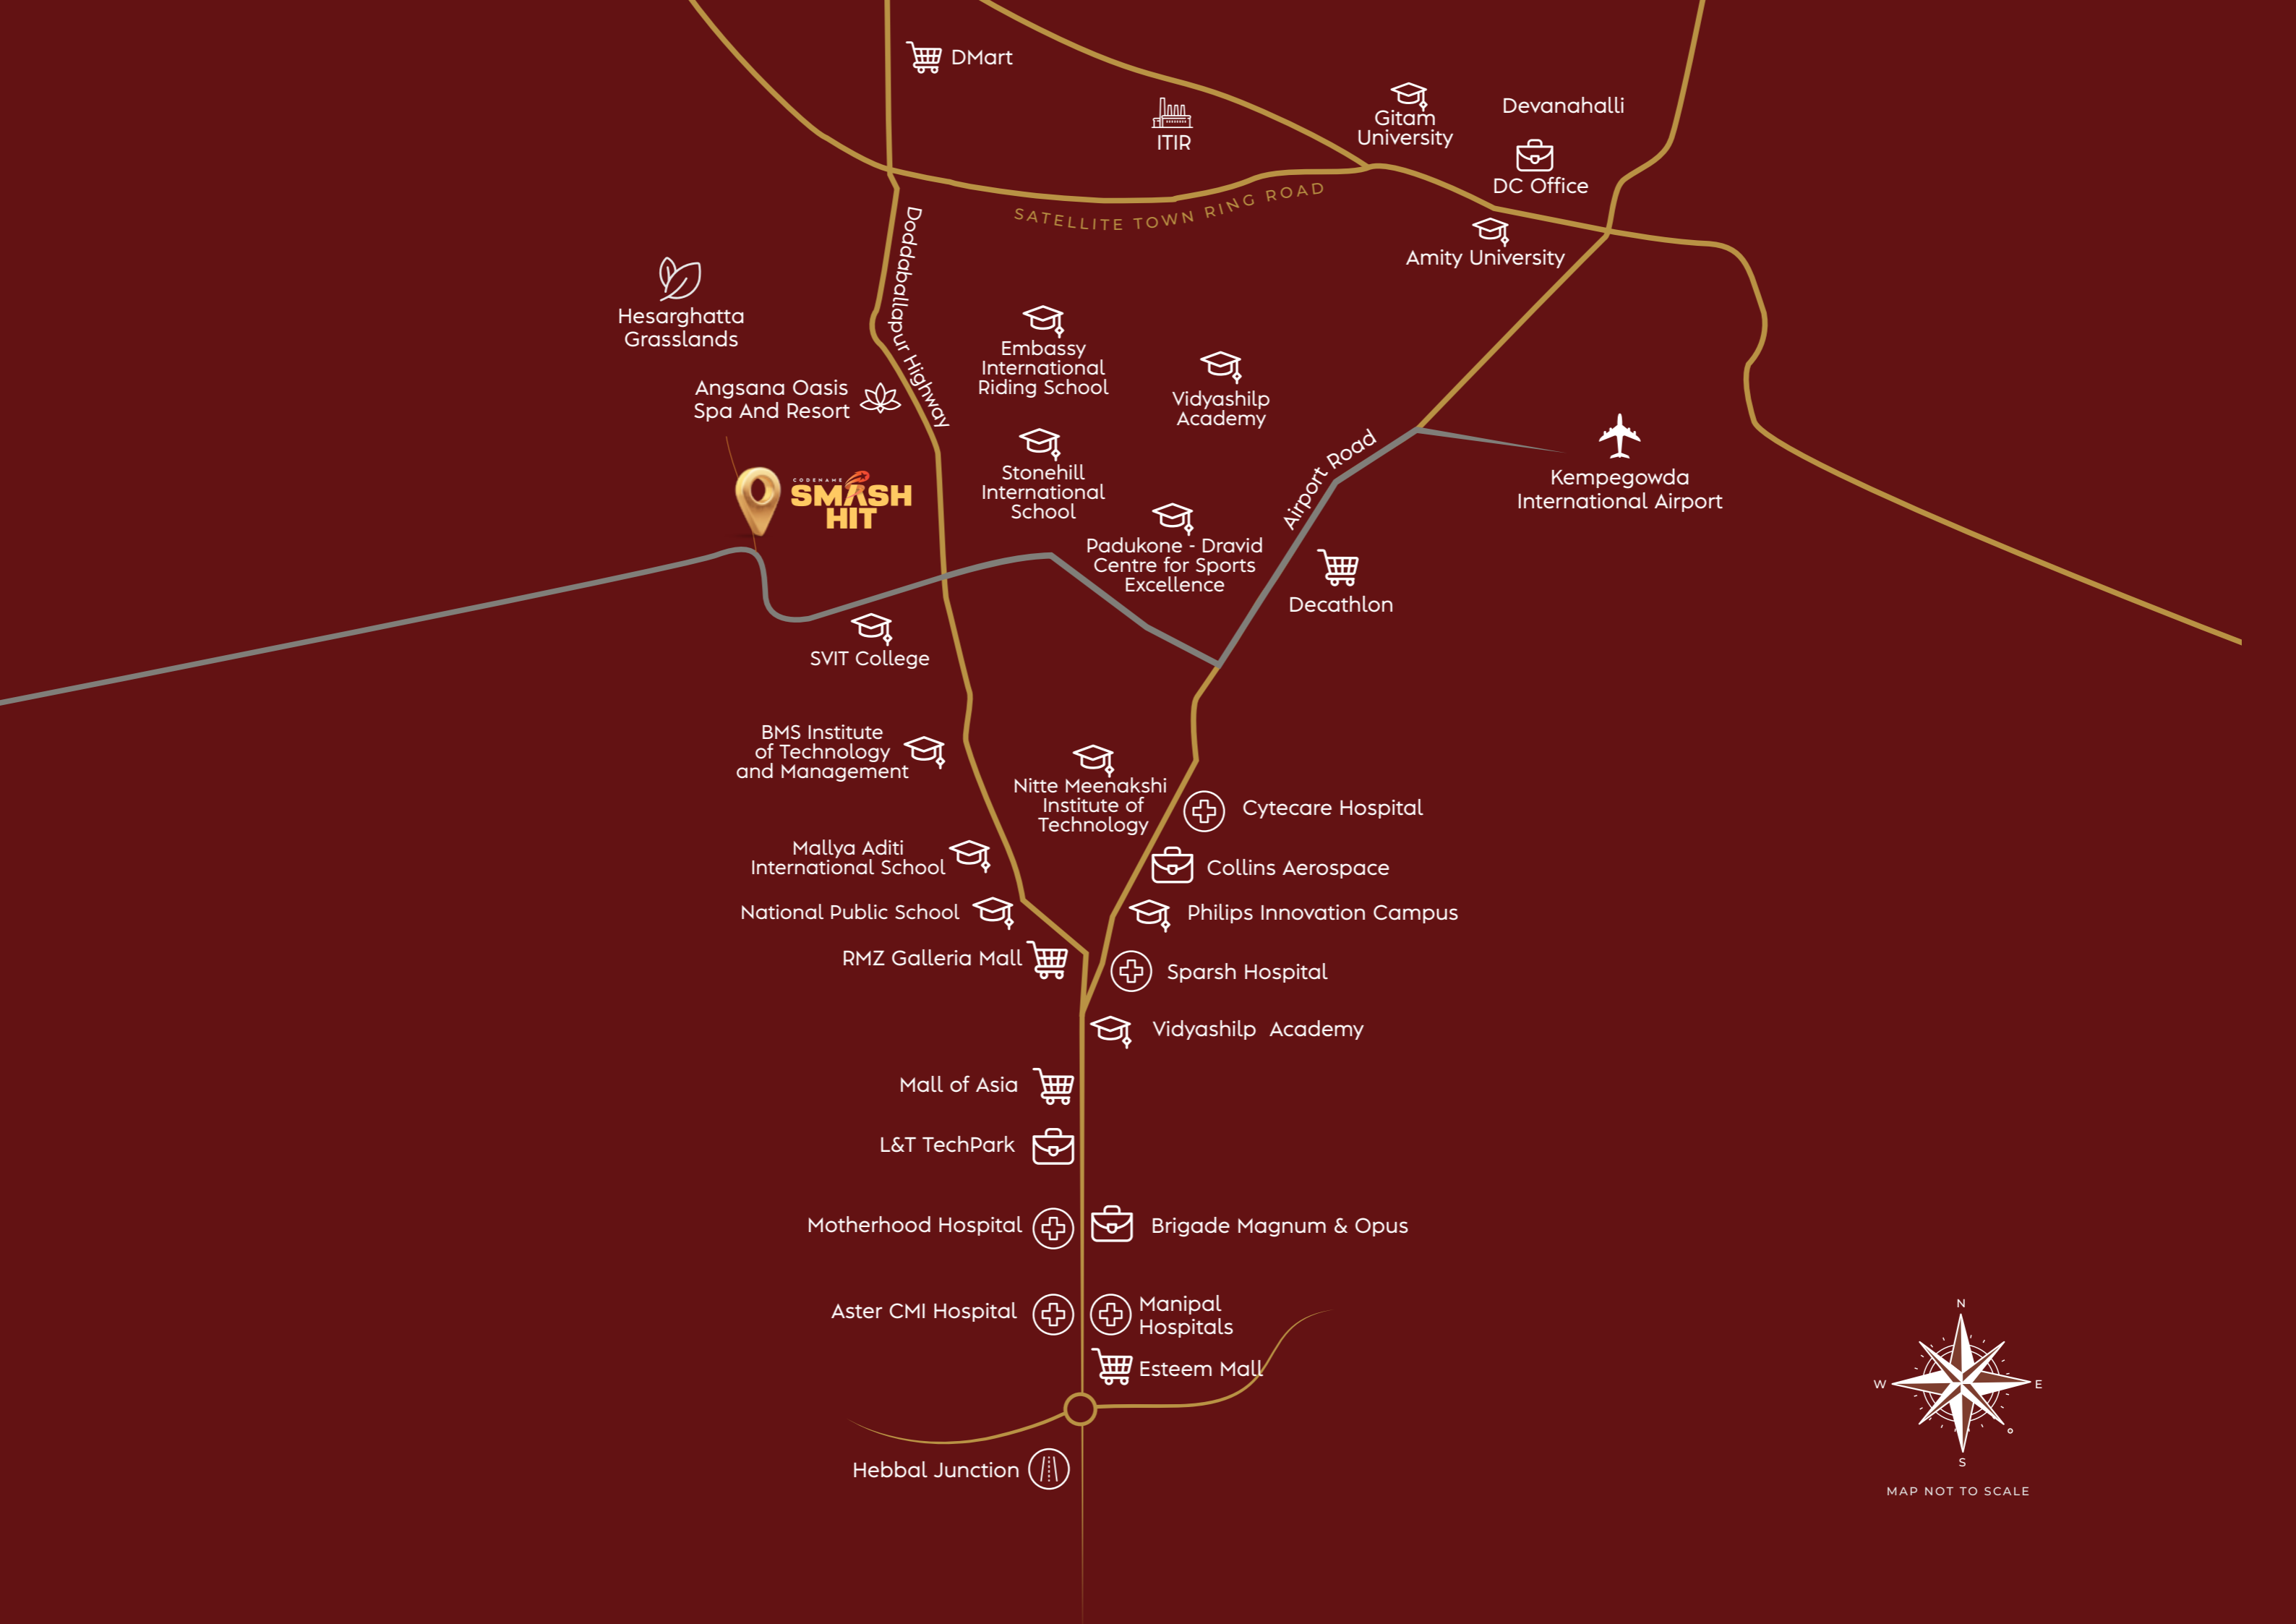 DMart
ITIR
Gitam
University
Devanahalli
DC Office
SATELLITE TOWN RING ROAD
Amity University
Doddaballapur Highway
Hesarghatta
Grasslands
Embassy
International
Riding School
Vidyashilp
Academy
Angsana Oasis
Spa And Resort
Stonehill
International
School
Airport Road
Kempegowda
International Airport
CODENAME
SMASH
HIT
Padukone - Dravid
Centre for Sports
Excellence
Decathlon
SVIT College
BMS Institute
of Technology
and Management
Nitte Meenakshi
Institute of
Technology
Cytecare Hospital
Mallya Aditi
International School
Collins Aerospace
National Public School
Philips Innovation Campus
RMZ Galleria Mall
Sparsh Hospital
Vidyashilp Academy
Mall of Asia
L&T TechPark
Motherhood Hospital
Brigade Magnum & Opus
Aster CMI Hospital
Manipal
Hospitals
Esteem Mall
Hebbal Junction
N
W
E
S
MAP NOT TO SCALE